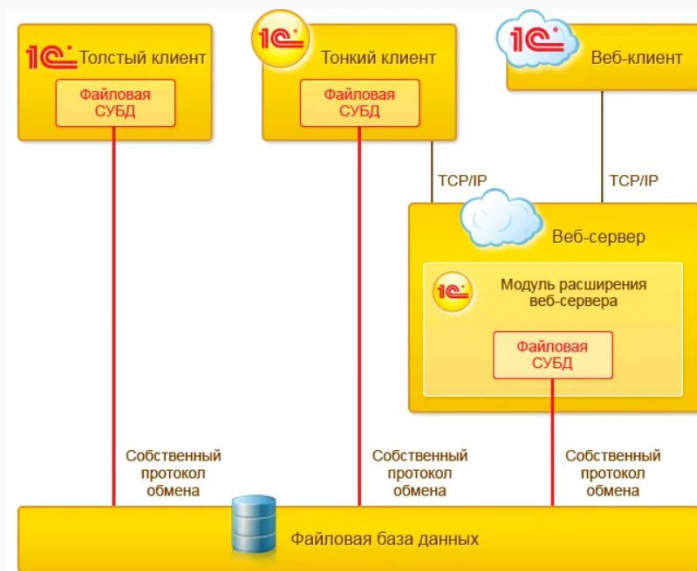 1С Толстый клиент
Файловая
СУБД
1С Тонкий клиент
Файловая
СУБД
1С Веб-клиент
TCP/IP
TCP/IP
Веб-сервер
1С Модуль расширения
веб-сервера
Файловая
СУБД
Собственный
протокол
обмена
Собственный
протокол
обмена
Собственный
протокол
обмена
Файловая база данных